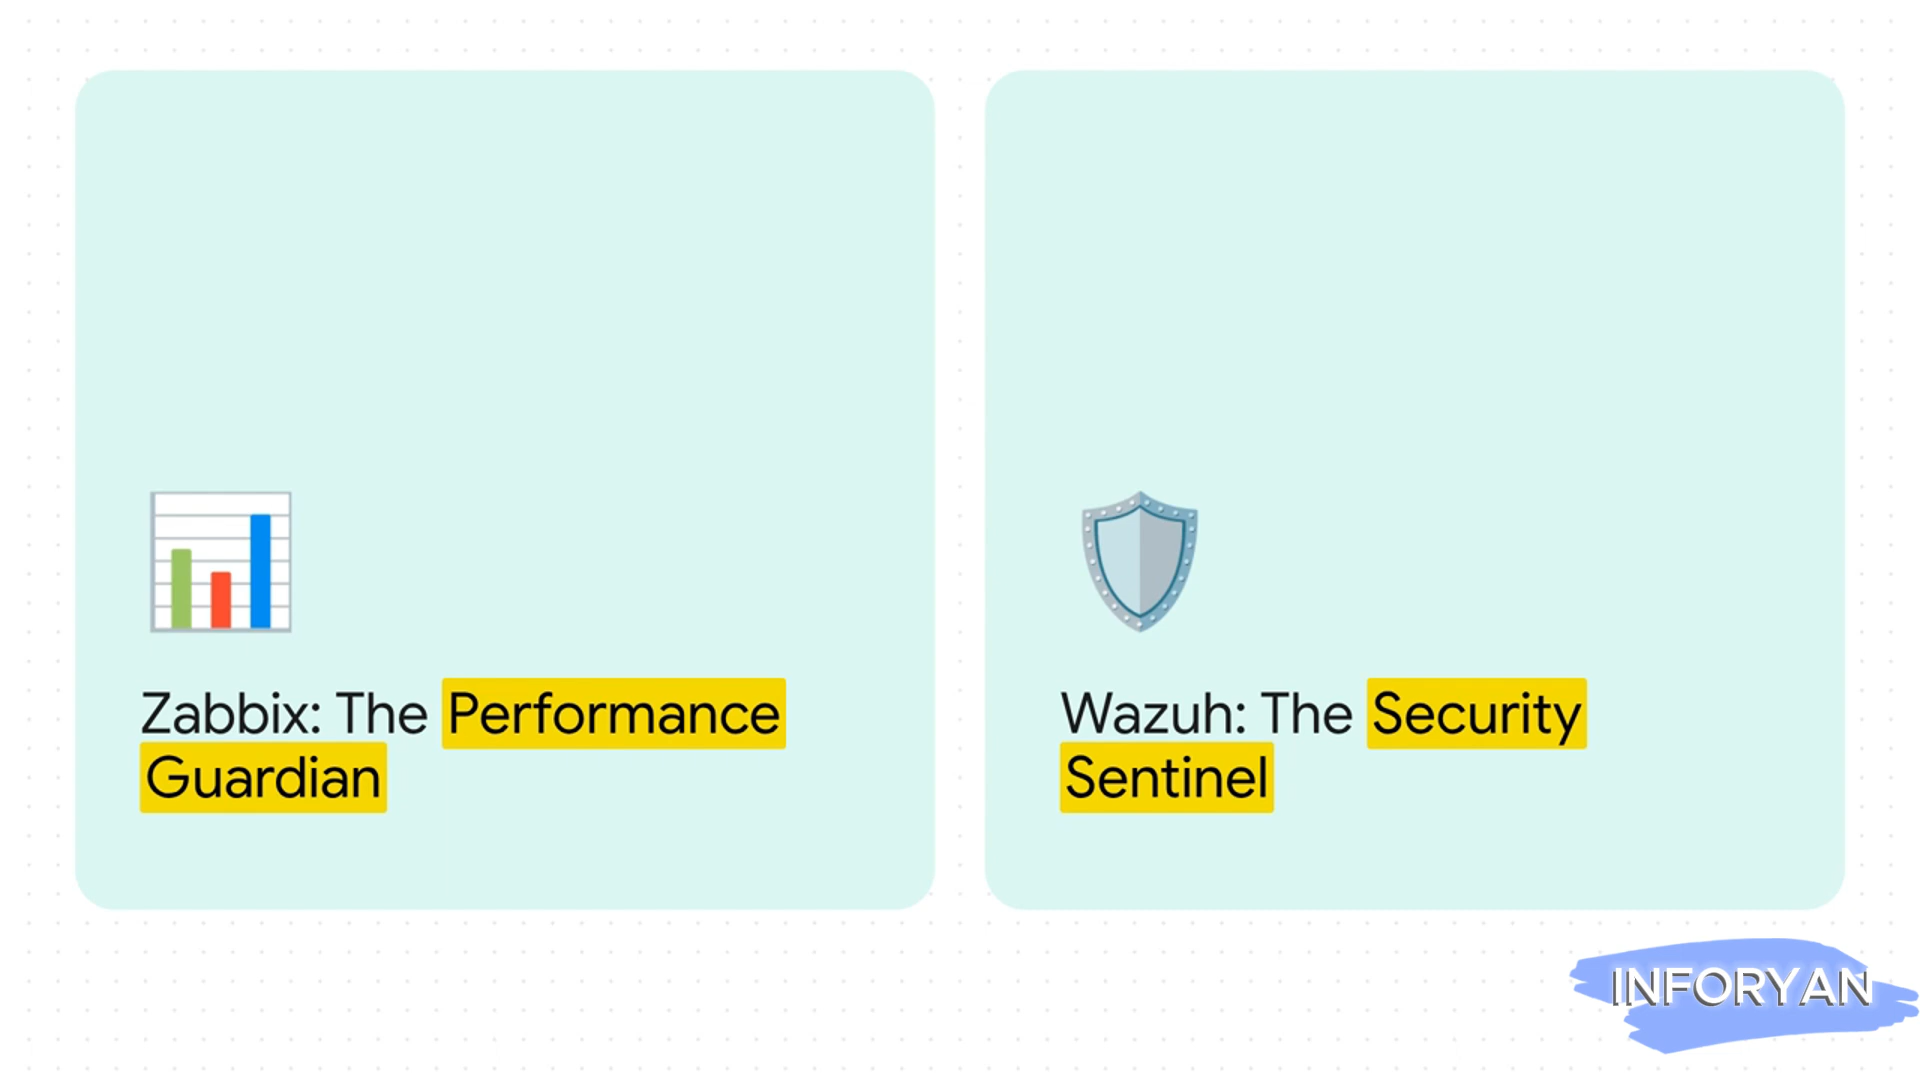 Zabbix: The Performance
Guardian
Wazuh: The Security
Sentinel
INFORYAN